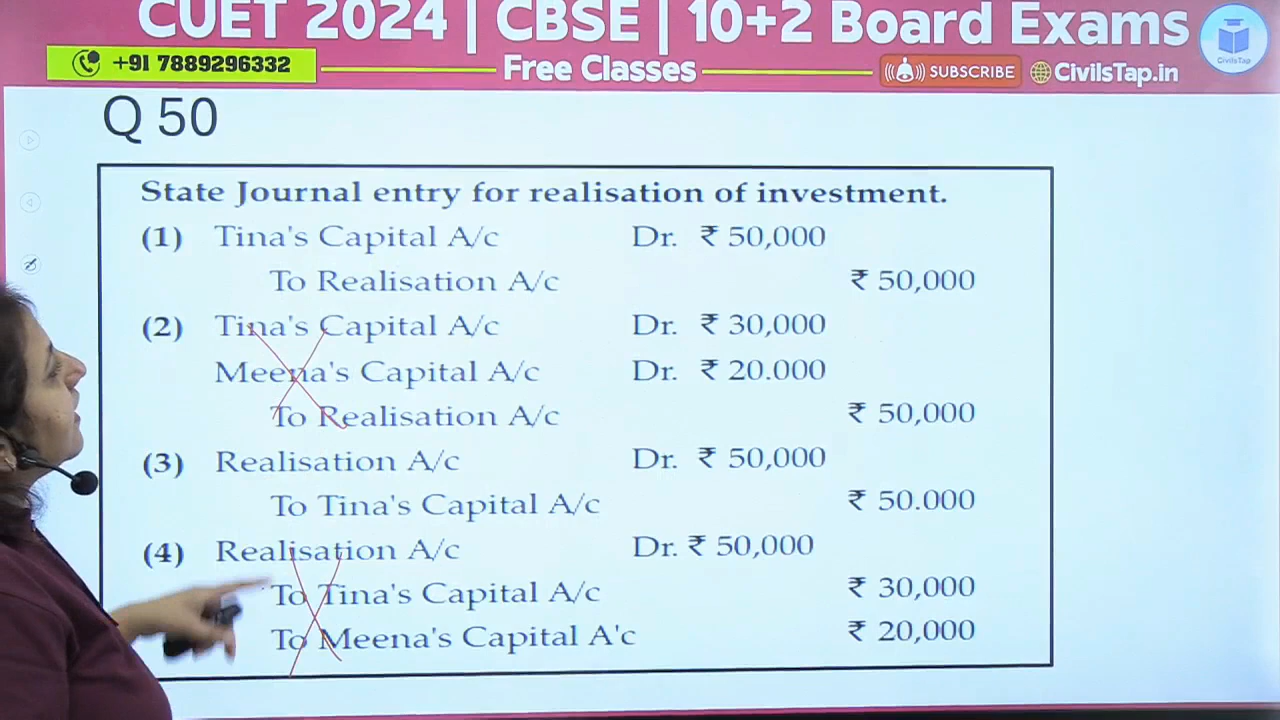 CUET 2024 | CBSE | 10+2 Board Exams
+91 7889296332
Free Classes
SUBSCRIBE
CivilsTap.in
CivilsTap
Q 50
State Journal entry for realisation of investment.
(1) Tina's Capital A/c Dr. ₹ 50,000
To Realisation A/c ₹ 50,000
(2) Tina's Capital A/c Dr. ₹ 30,000
Meena's Capital A/c Dr. ₹ 20.000
To Realisation A/c ₹ 50,000
(3) Realisation A/c Dr. ₹ 50,000
To Tina's Capital A/c ₹ 50.000
(4) Realisation A/c Dr. ₹ 50,000
To Tina's Capital A/c ₹ 30,000
To Meena's Capital A'c ₹ 20,000